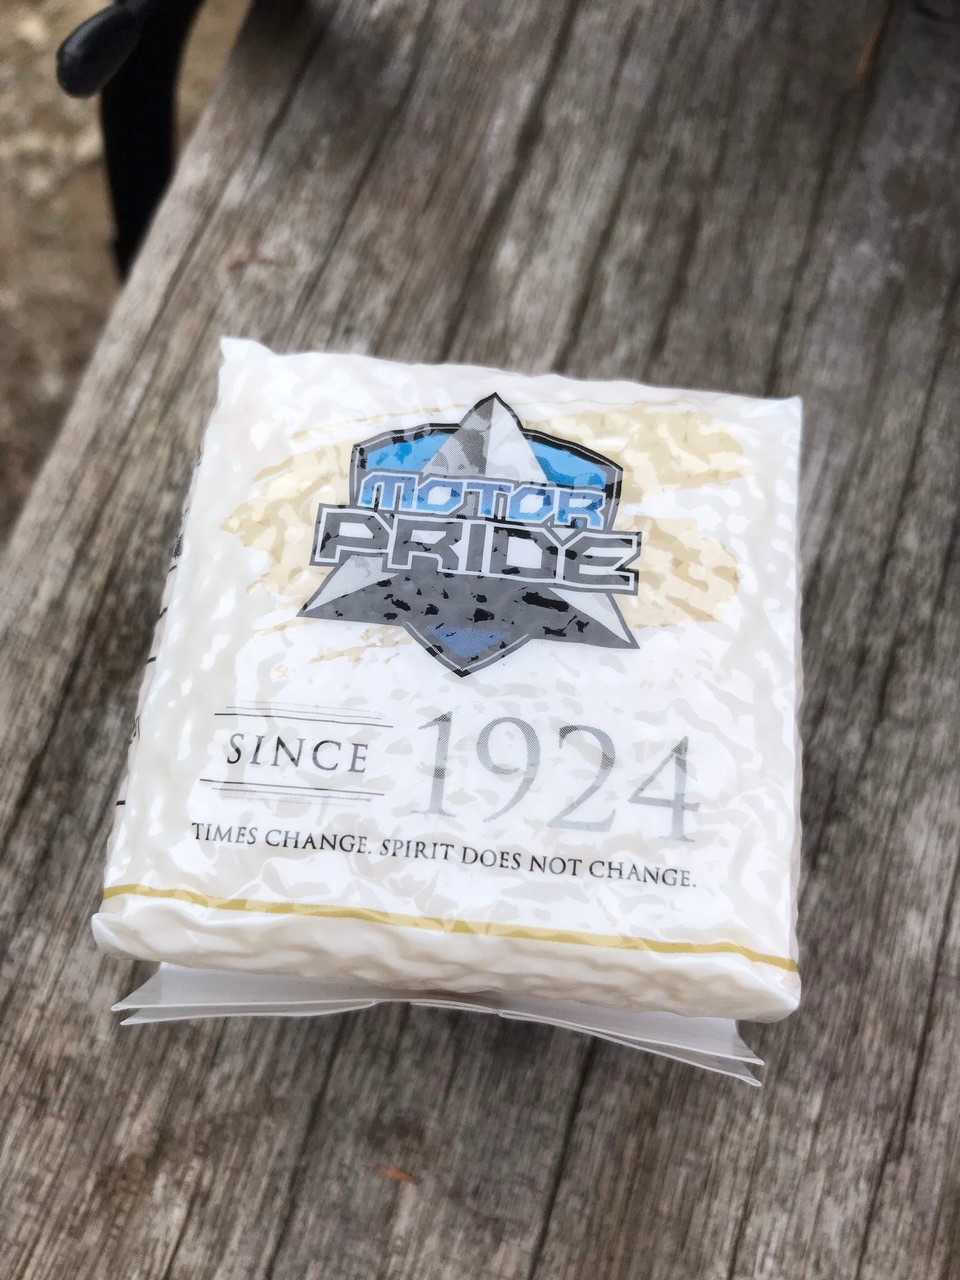 MOTOR
PRIDE
SINCE 1924
TIMES CHANGE. SPIRIT DOES NOT CHANGE.